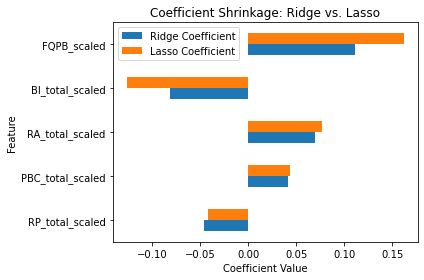 Coefficient Shrinkage: Ridge vs. Lasso
Ridge Coefficient
Lasso Coefficient
Feature
FQPB_scaled
BI_total_scaled
RA_total_scaled
PBC_total_scaled
RP_total_scaled
−0.10 −0.05 0.00 0.05 0.10 0.15
Coefficient Value